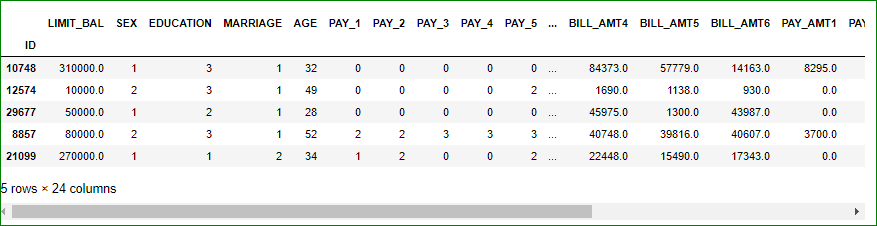 LIMIT_BAL SEX EDUCATION MARRIAGE AGE PAY_1 PAY_2 PAY_3 PAY_4 PAY_5 ... BILL_AMT4 BILL_AMT5 BILL_AMT6 PAY_AMT1 PAY
ID
10748 310000.0 1 3 1 32 0 0 0 0 0 ... 84373.0 57779.0 14163.0 8295.0
12574 10000.0 2 3 1 49 0 0 0 0 2 ... 1690.0 1138.0 930.0 0.0
29677 50000.0 1 2 1 28 0 0 0 0 0 ... 45975.0 1300.0 43987.0 0.0
8857 80000.0 2 3 1 52 2 2 3 3 3 ... 40748.0 39816.0 40607.0 3700.0
21099 270000.0 1 1 2 34 1 2 0 0 2 ... 22448.0 15490.0 17343.0 0.0
5 rows × 24 columns